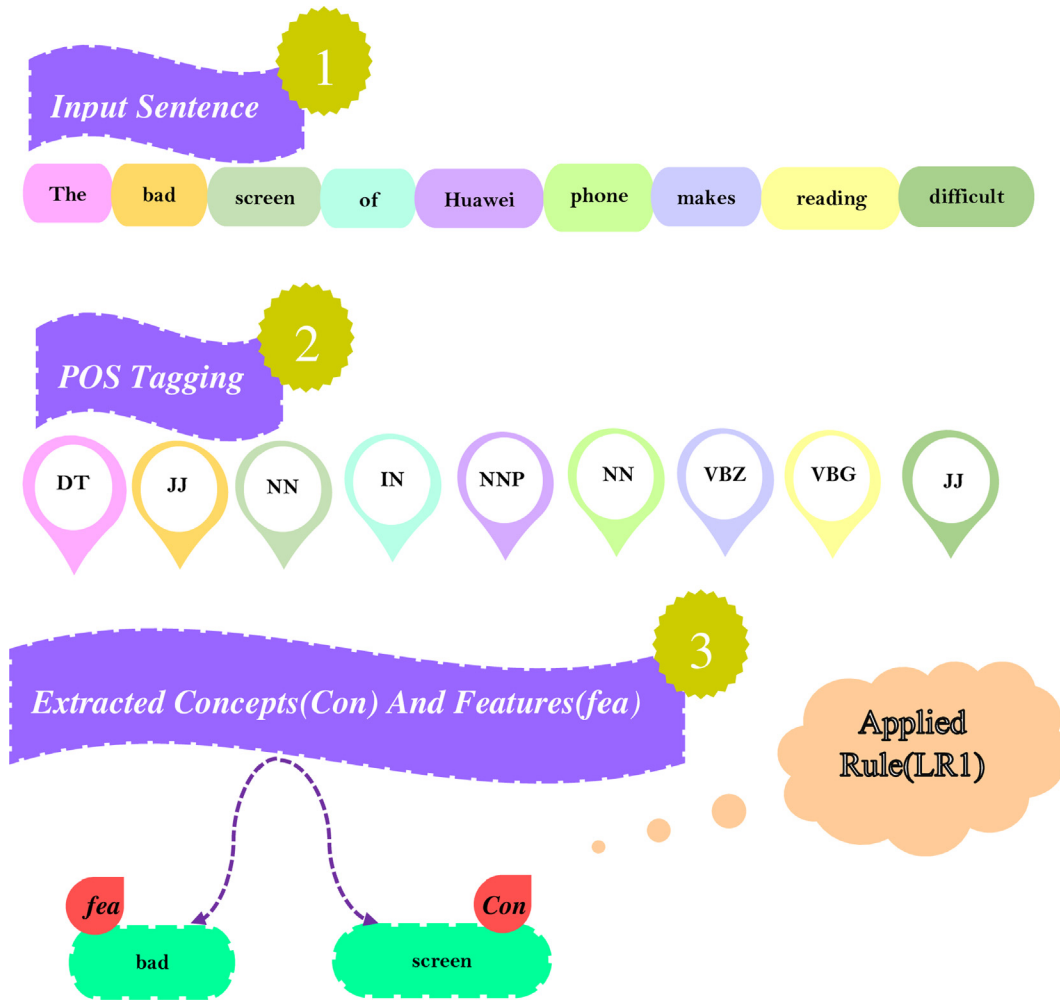 1
Input Sentence
The bad screen of Huawei phone makes reading difficult
2
POS Tagging
DT JJ NN IN NNP NN VBZ VBG JJ
3
Extracted Concepts(Con) And Features(fea)
Applied
Rule(LR1)
fea Con
bad screen